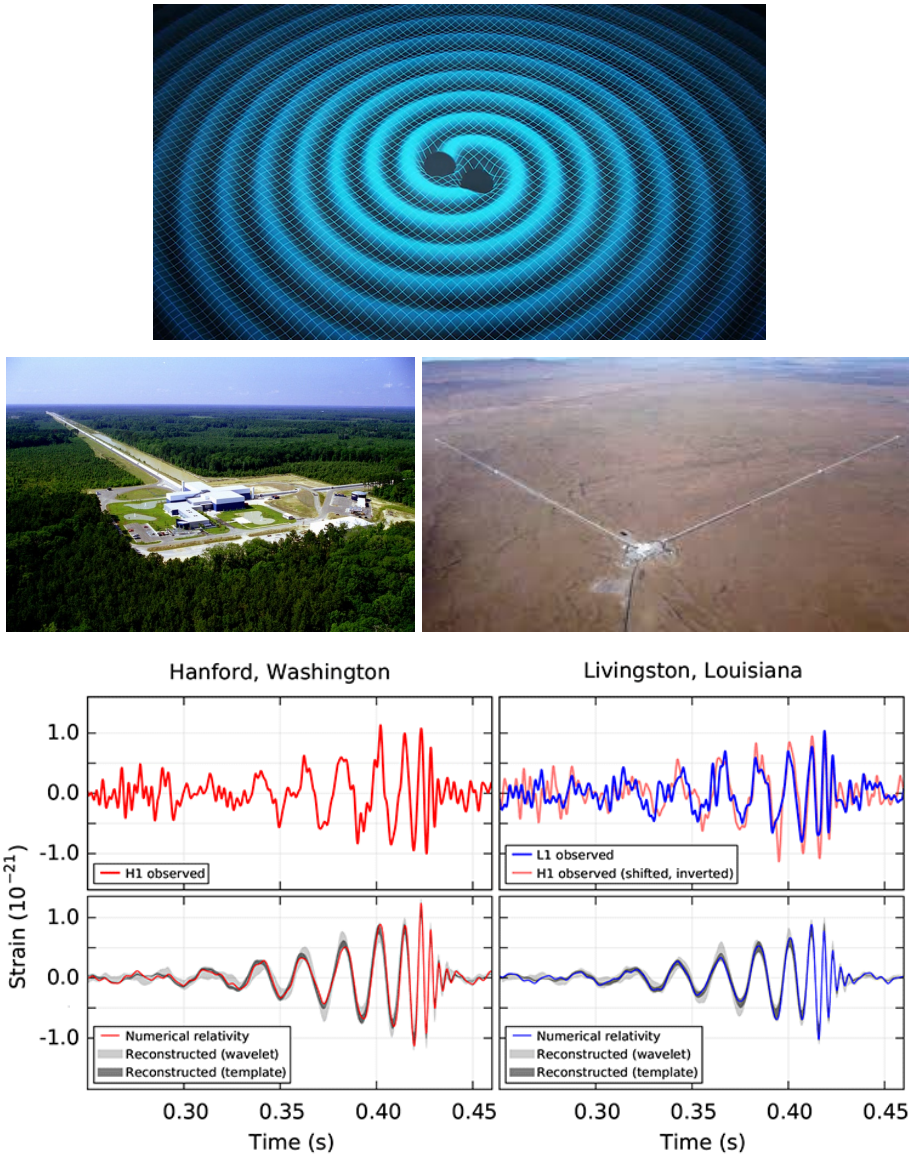 Hanford, Washington
Livingston, Louisiana
Strain (10⁻²¹)
1.0
0.0
-1.0
H1 observed
L1 observed
H1 observed (shifted, inverted)
1.0
0.0
-1.0
Numerical relativity
Reconstructed (wavelet)
Reconstructed (template)
Numerical relativity
Reconstructed (wavelet)
Reconstructed (template)
0.30 0.35 0.40 0.45
0.30 0.35 0.40 0.45
Time (s)
Time (s)